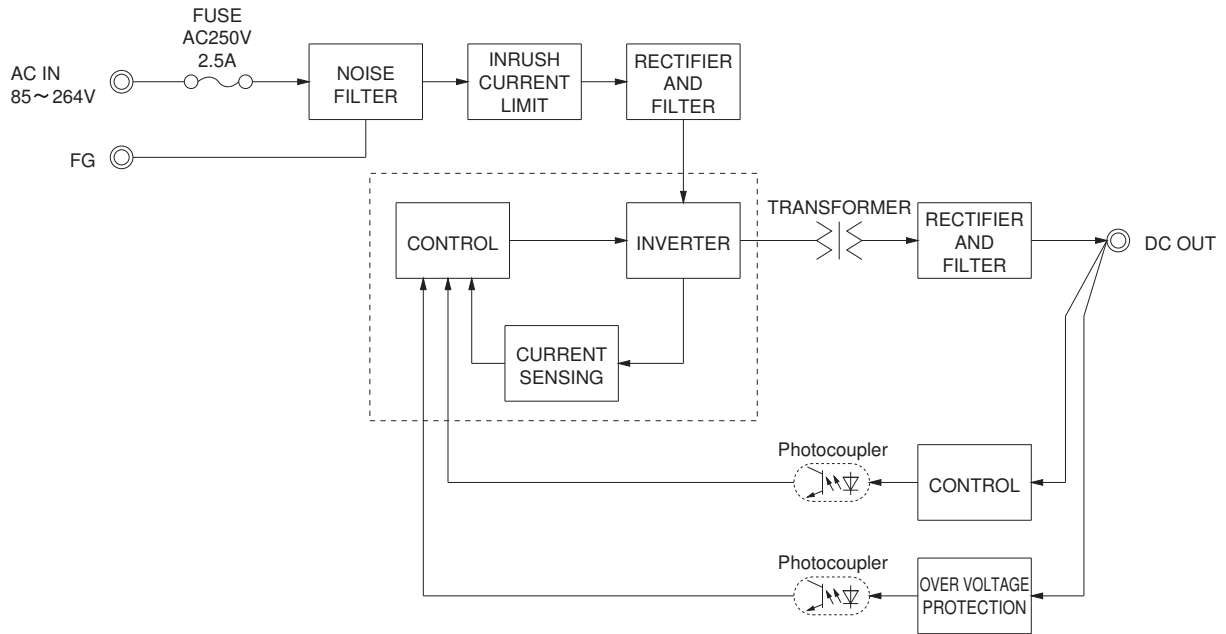 FUSE
AC250V
2.5A
AC IN
85～264V
NOISE
FILTER
INRUSH
CURRENT
LIMIT
RECTIFIER
AND
FILTER
FG
CONTROL
INVERTER
TRANSFORMER
RECTIFIER
AND
FILTER
DC OUT
CURRENT
SENSING
Photocoupler
CONTROL
Photocoupler
OVER VOLTAGE
PROTECTION